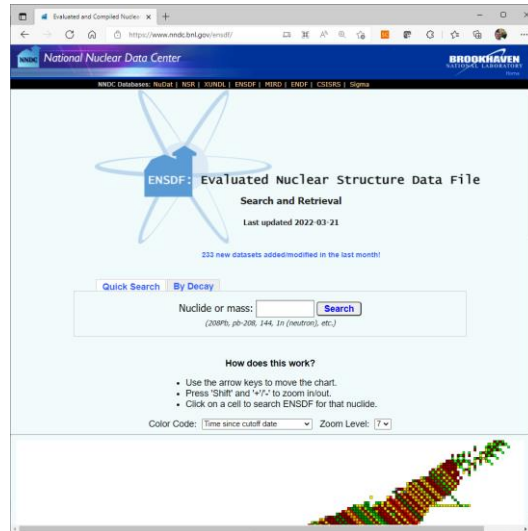 Evaluated and Compiled Nuclea
https://www.nndc.bnl.gov/ensdf/
NNDC National Nuclear Data Center
BROOKHAVEN
NATIONAL LABORATORY
Home
NNDC Databases: NuDat | NSR | XUNDL | ENSDF | MIRD | ENDF | CSISRS | Sigma
ENSDF: Evaluated Nuclear Structure Data File
Search and Retrieval
Last updated 2022-03-21
233 new datasets added/modified in the last month!
Quick Search By Decay
Nuclide or mass: Search
(208Pb, pb-208, 144, 1n (neutron), etc.)
How does this work?
• Use the arrow keys to move the chart.
• Press 'Shift' and '+'/'-' to zoom in/out.
• Click on a cell to search ENSDF for that nuclide.
Color Code: Time since cutoff date Zoom Level: 7